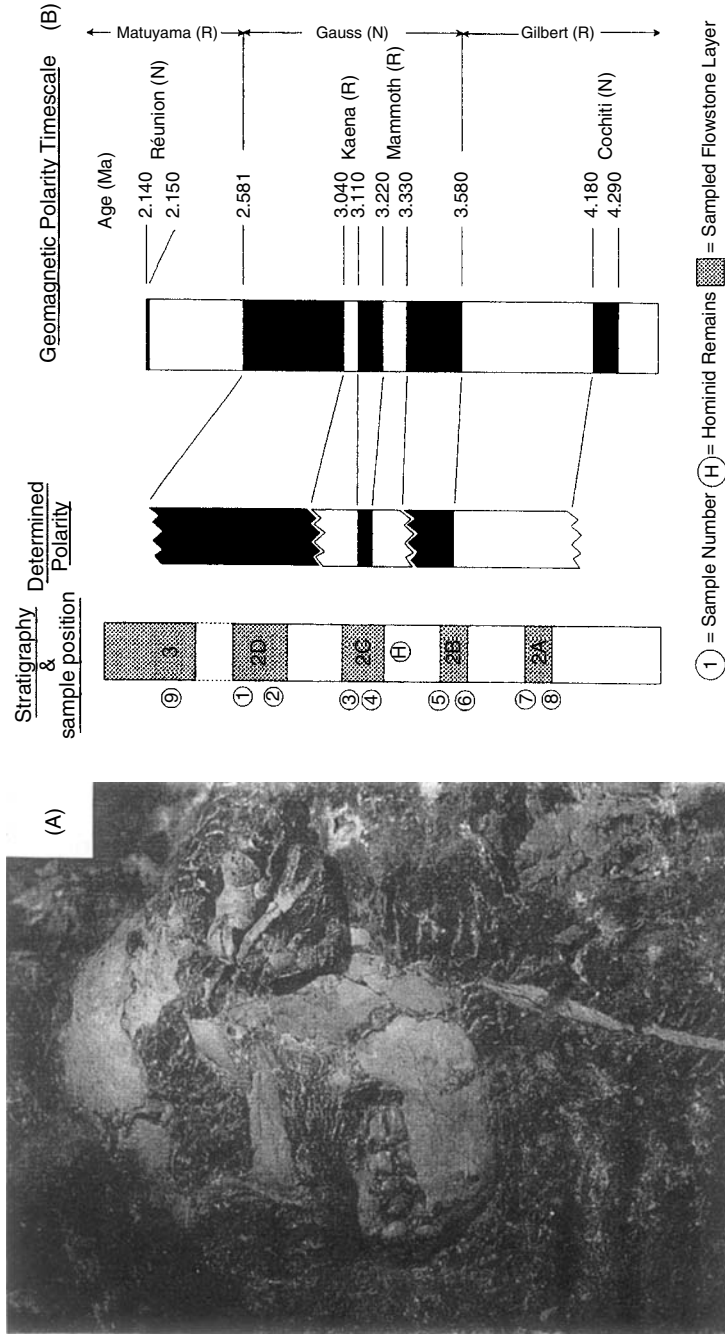 (A)
(B)
Stratigraphy
&
sample position
Determined
Polarity
Geomagnetic Polarity Timescale
Age (Ma)
3
2D
2C
H
2B
2A
9
1
2
3
4
5
6
7
8
2.140
Réunion (N)
2.150
2.581
3.040
Kaena (R)
3.110
3.220
Mammoth (R)
3.330
3.580
4.180
Cochiti (N)
4.290
Matuyama (R)
Gauss (N)
Gilbert (R)
1 = Sample Number H = Hominid Remains = Sampled Flowstone Layer